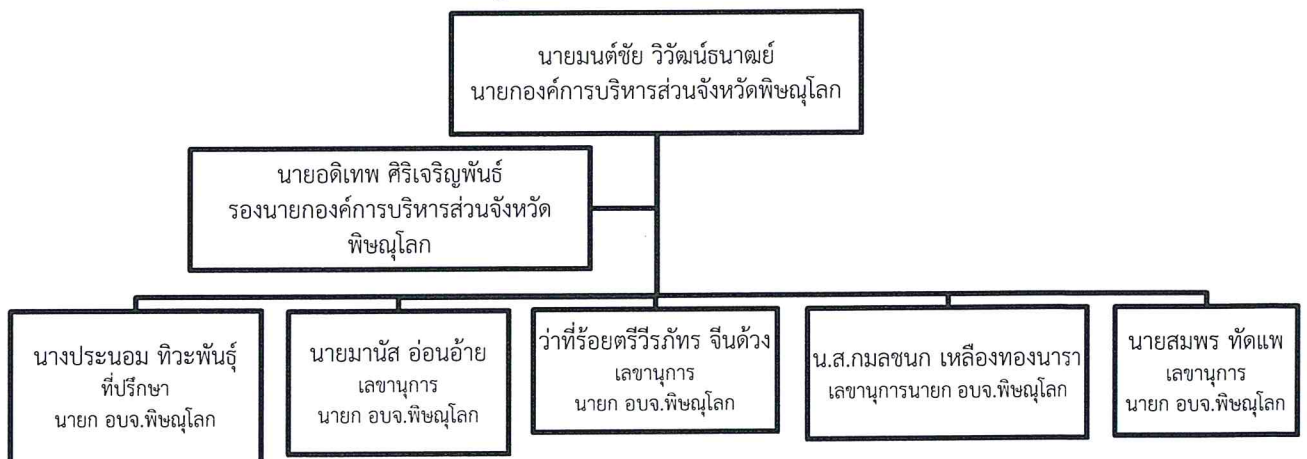 นายมนต์ชัย วิวัฒน์ธนาฒย์
นายกองค์การบริหารส่วนจังหวัดพิษณุโลก
นายอดิเทพ ศิริเจริญพันธ์
รองนายกองค์การบริหารส่วนจังหวัด
พิษณุโลก
นางประนอม ทิวะพันธุ์
ที่ปรึกษา
นายก อบจ.พิษณุโลก
นายมานัส อ่อนอ้าย
เลขานุการ
นายก อบจ.พิษณุโลก
ว่าที่ร้อยตรีวีรภัทร จีนด้วง
เลขานุการ
นายก อบจ.พิษณุโลก
น.ส.กมลชนก เหลืองทองนารา
เลขานุการนายก อบจ.พิษณุโลก
นายสมพร ทัดแพ
เลขานุการ
นายก อบจ.พิษณุโลก